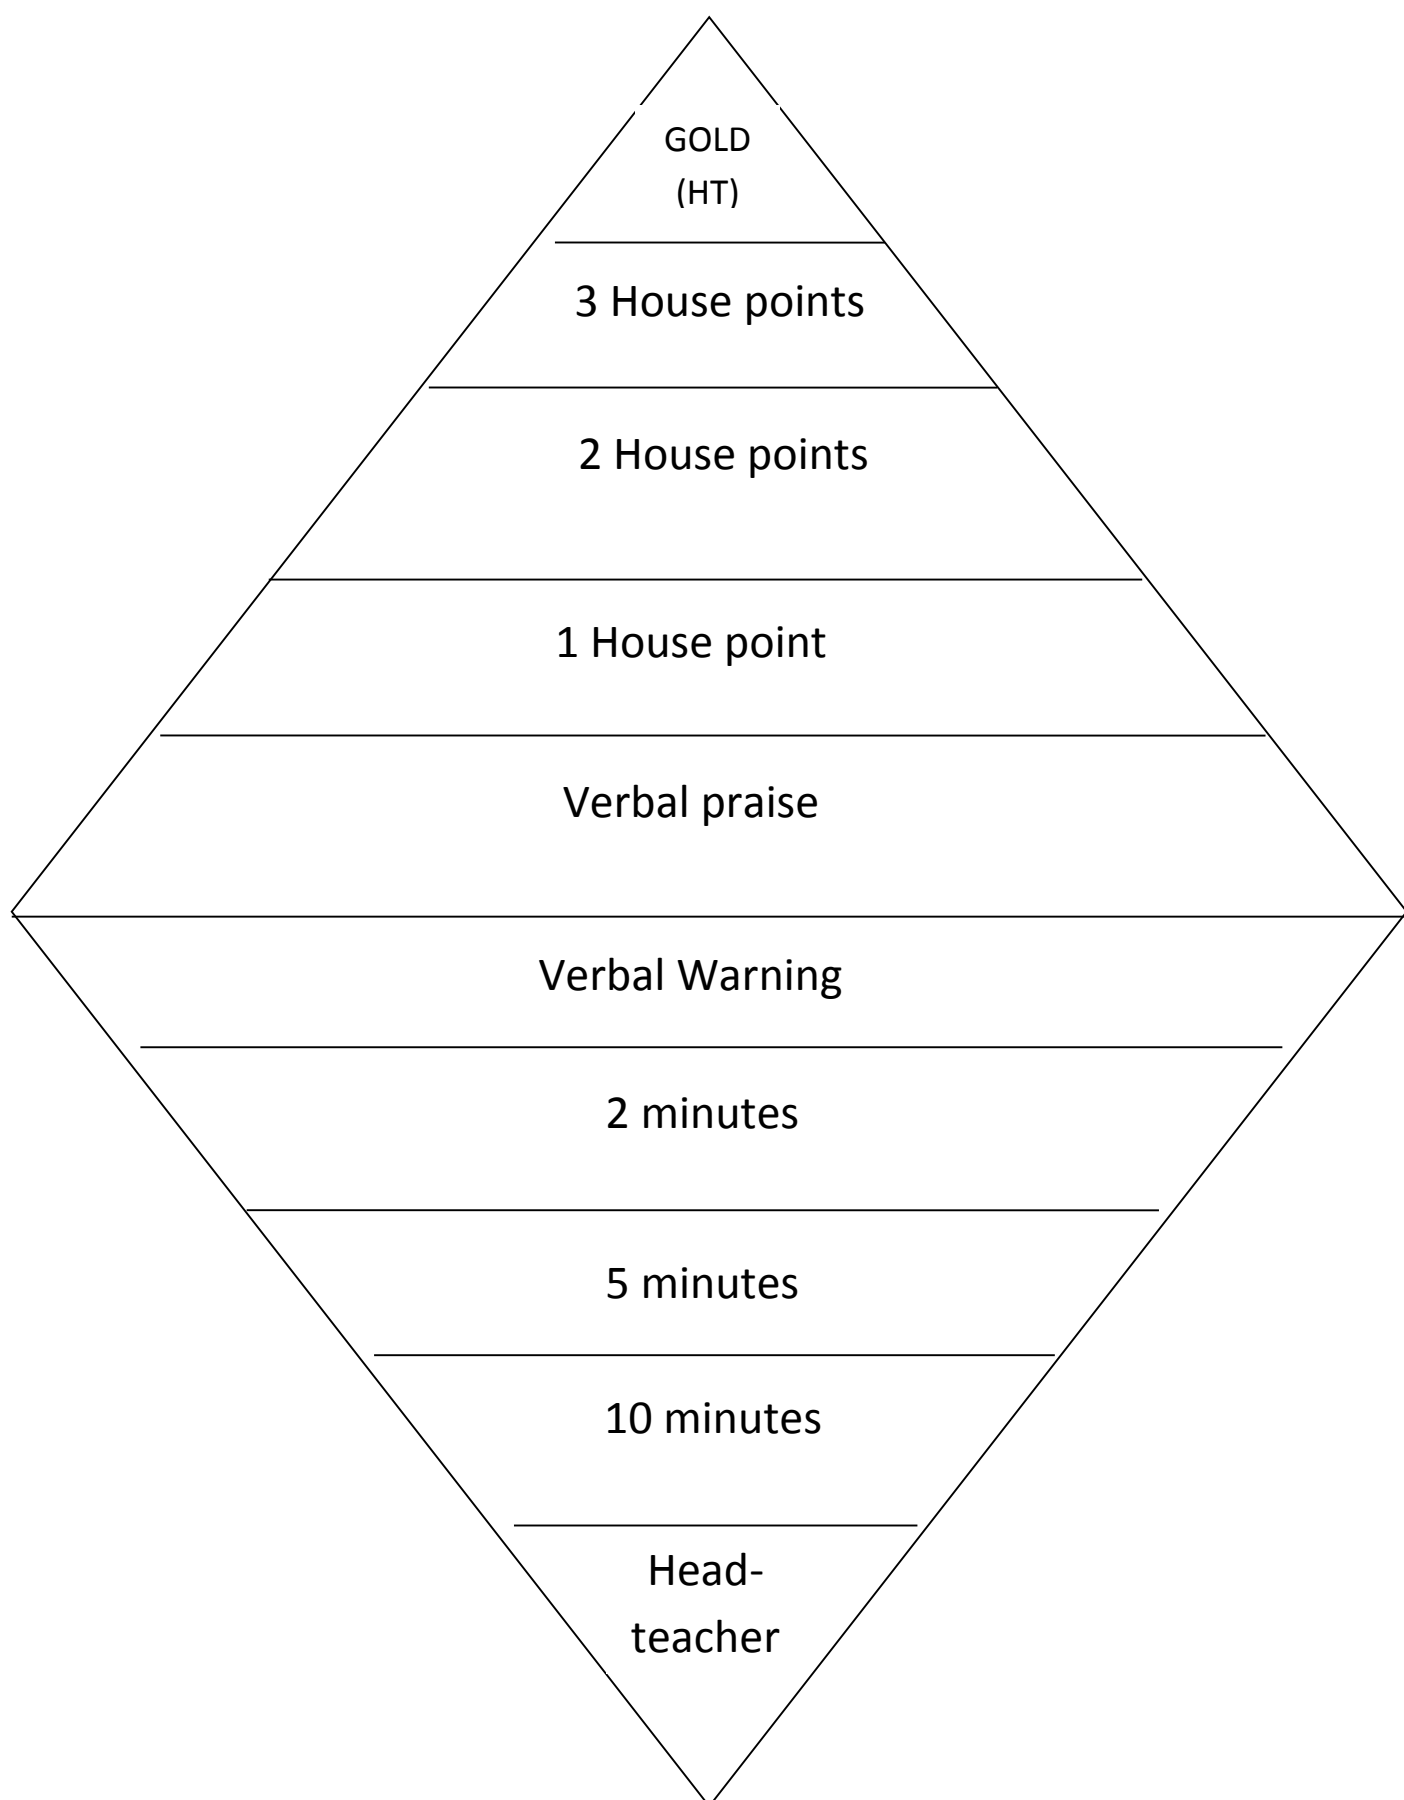 GOLD
(HT)
3 House points
2 House points
1 House point
Verbal praise
Verbal Warning
2 minutes
5 minutes
10 minutes
Head-
teacher